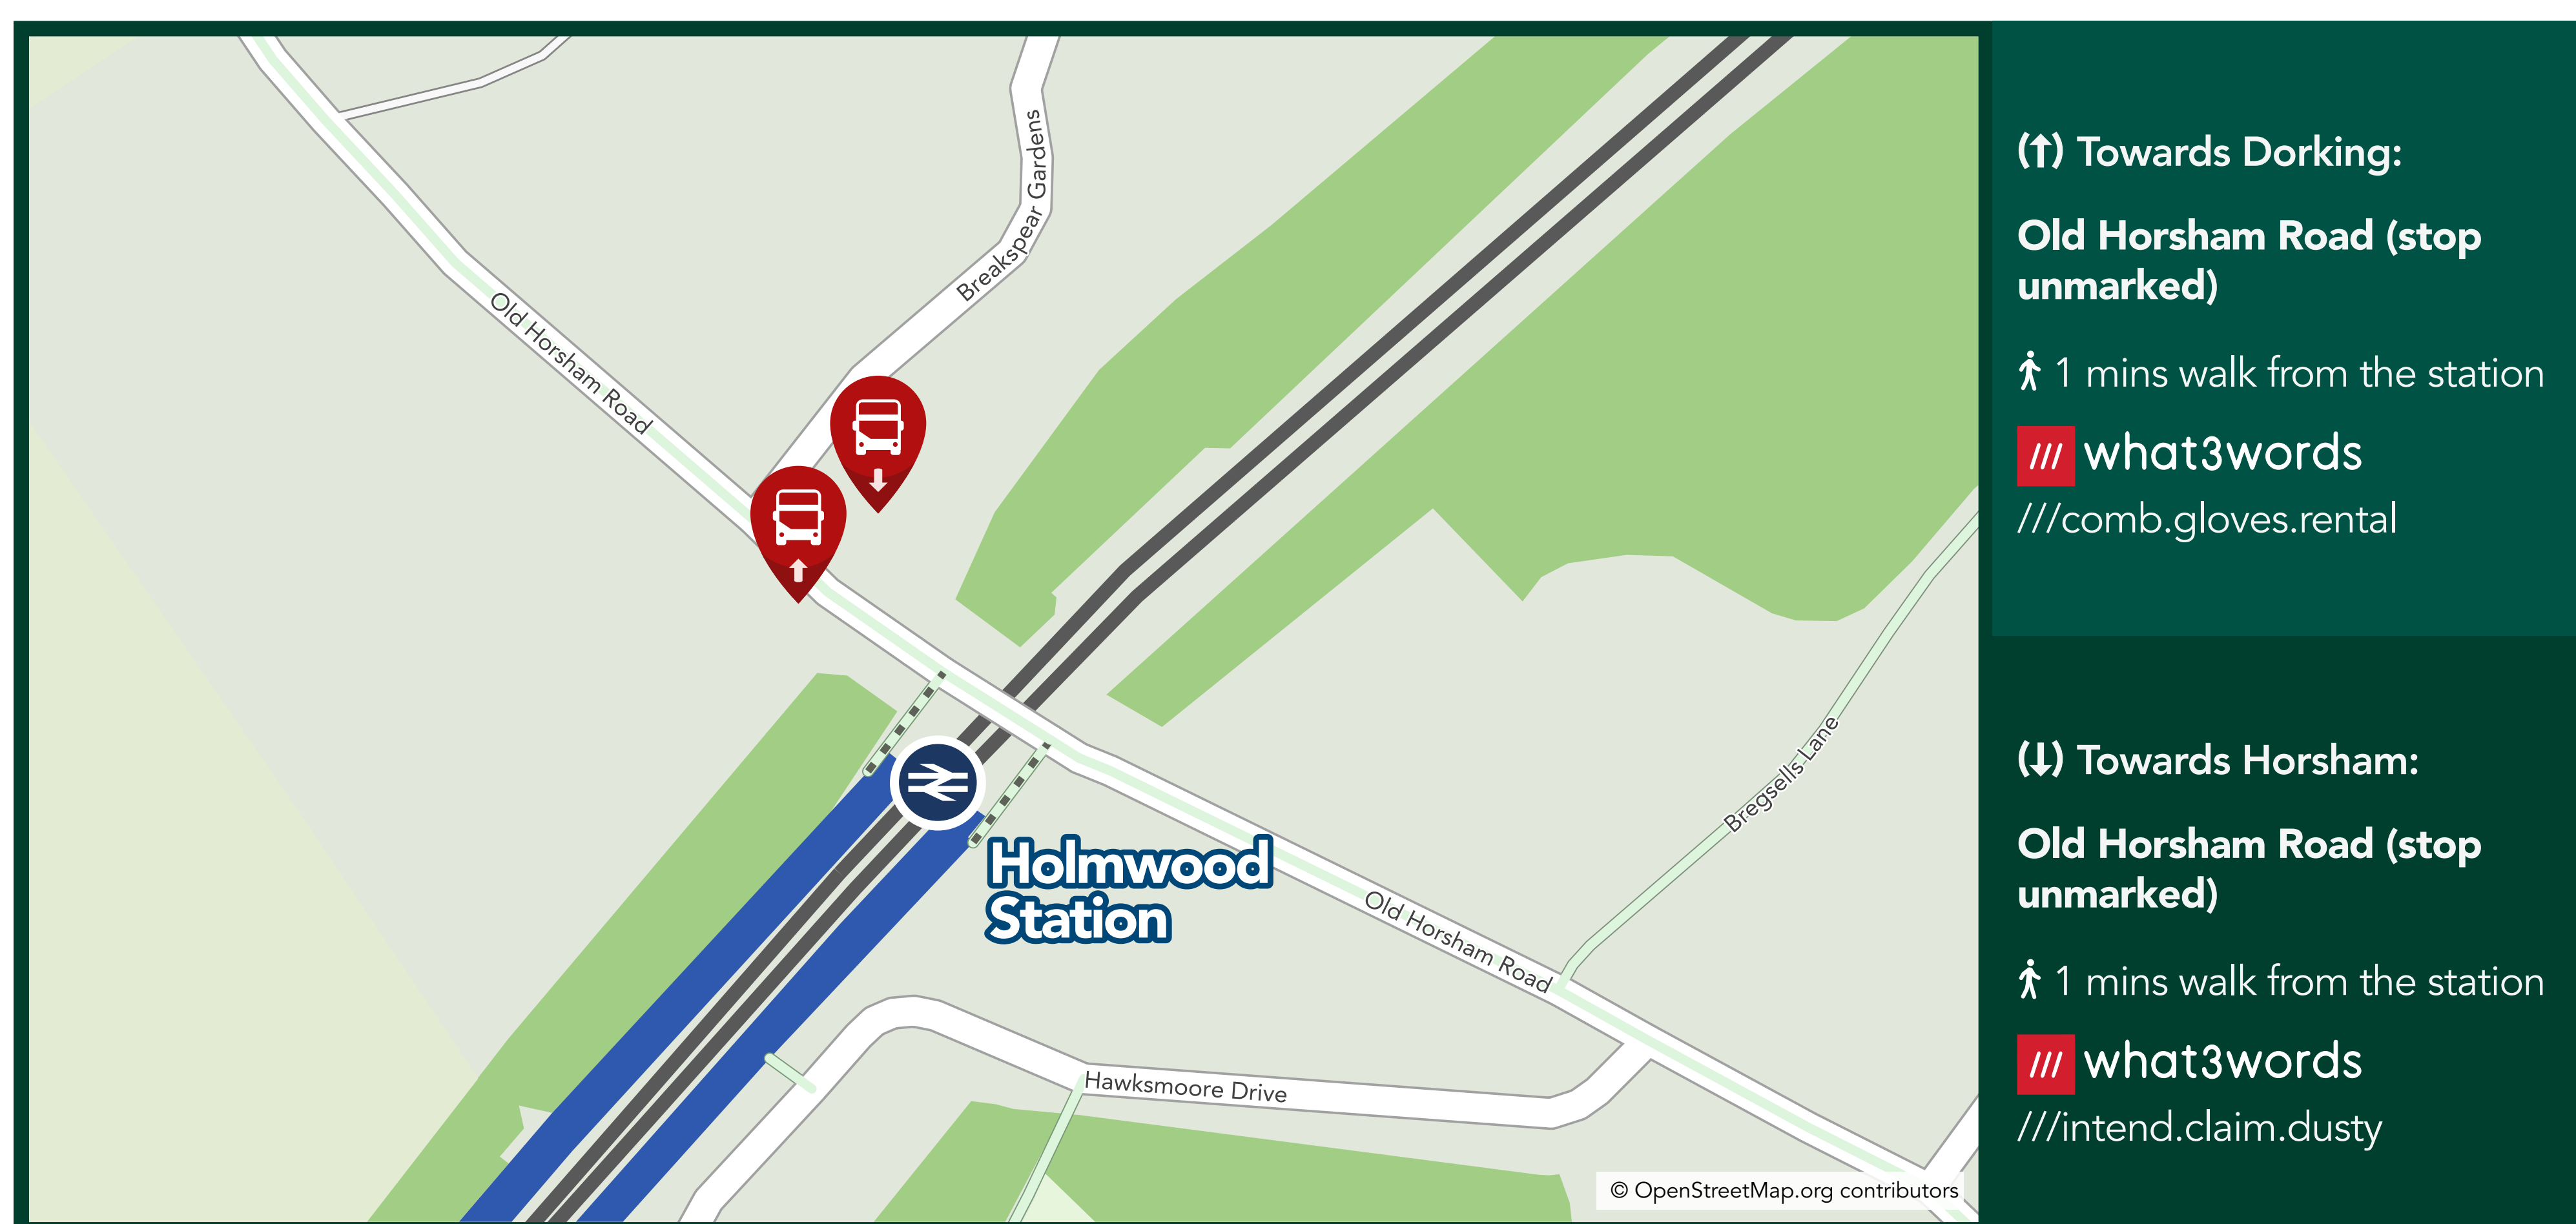 Breakspear Gardens
Old Horsham Road
Bregsells Lane
Holmwood
Station
Old Horsham Road
Hawksmoore Drive
© OpenStreetMap.org contributors
(↑) Towards Dorking:
Old Horsham Road (stop
unmarked)
1 mins walk from the station
/// what3words
///comb.gloves.rental
(↓) Towards Horsham:
Old Horsham Road (stop
unmarked)
1 mins walk from the station
/// what3words
///intend.claim.dusty